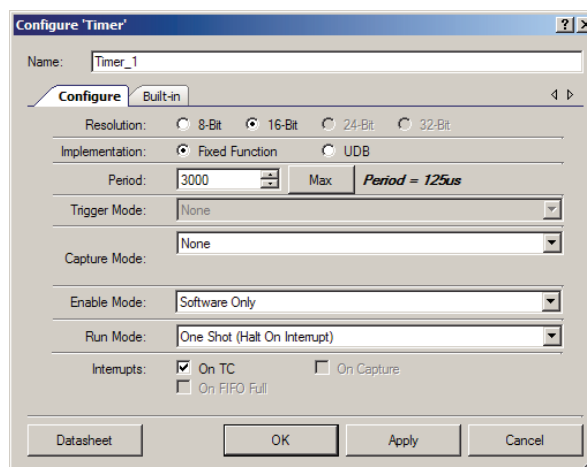 Configure 'Timer'
Name: Timer_1
Configure Built-in
Resolution: 8-Bit 16-Bit 24-Bit 32-Bit
Implementation: Fixed Function UDB
Period: 3000 Max Period = 125us
Trigger Mode: None
Capture Mode: None
Enable Mode: Software Only
Run Mode: One Shot (Halt On Interrupt)
Interrupts: On TC On Capture
On FIFO Full
Datasheet OK Apply Cancel